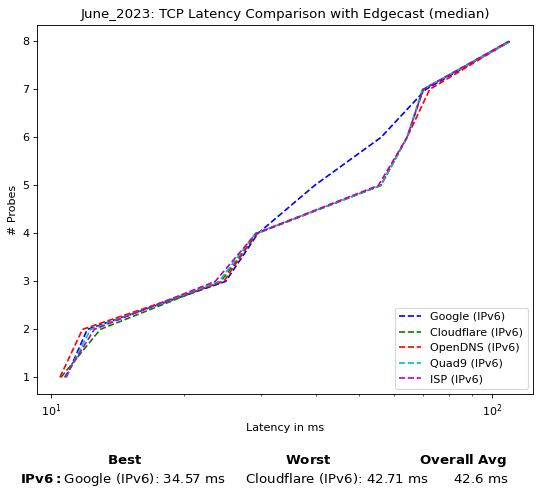 June_2023: TCP Latency Comparison with Edgecast (median)
8
7
6
5
4
3
2
1
# Probes
Google (IPv6)
Cloudflare (IPv6)
OpenDNS (IPv6)
Quad9 (IPv6)
ISP (IPv6)
10¹
10²
Latency in ms
Best Worst Overall Avg
IPv6: Google (IPv6): 34.57 ms Cloudflare (IPv6): 42.71 ms 42.6 ms